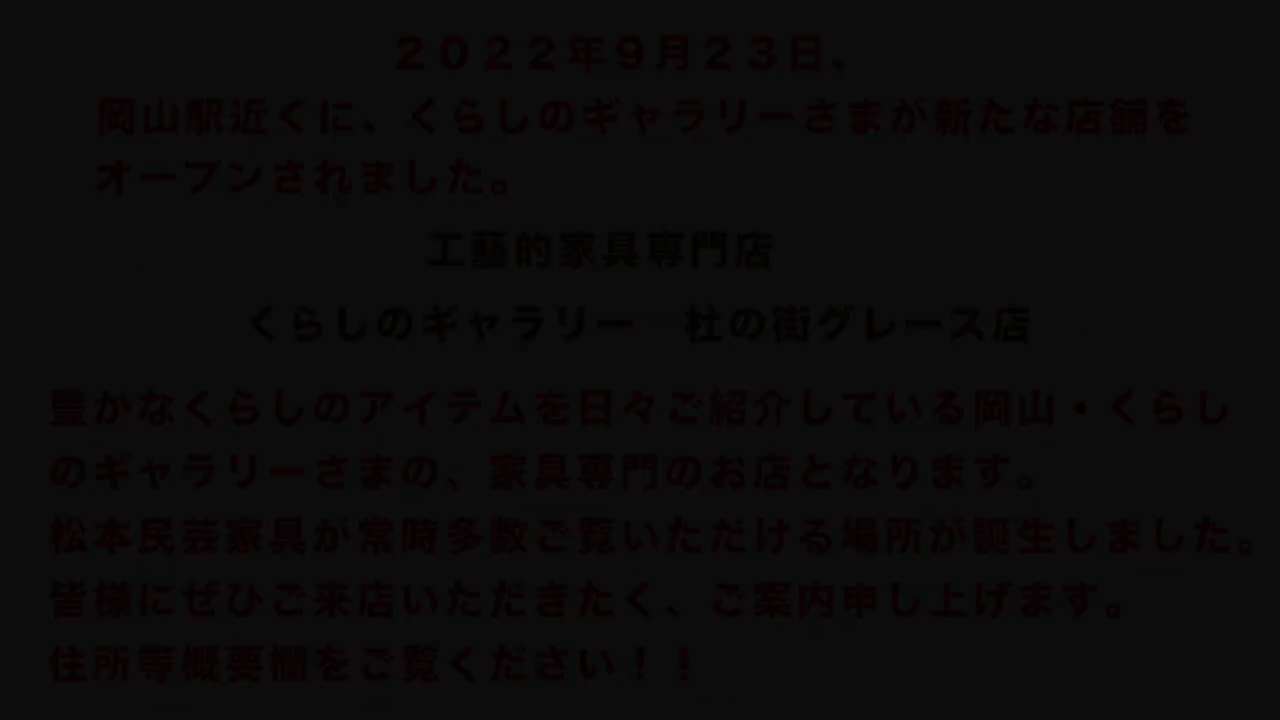 ２０２２年９月２３日、
岡山駅近くに、くらしのギャラリーさまが新たな店舗を
オープンされました。
工藝的家具専門店
くらしのギャラリー　杜の街グレース店
豊かなくらしのアイテムを日々ご紹介している岡山・くらし
のギャラリーさまの、家具専門のお店となります。
松本民芸家具が常時多数ご覧いただける場所が誕生しました。
皆様にぜひご来店いただきたく、ご案内申し上げます。
住所等概要欄をご覧ください！！